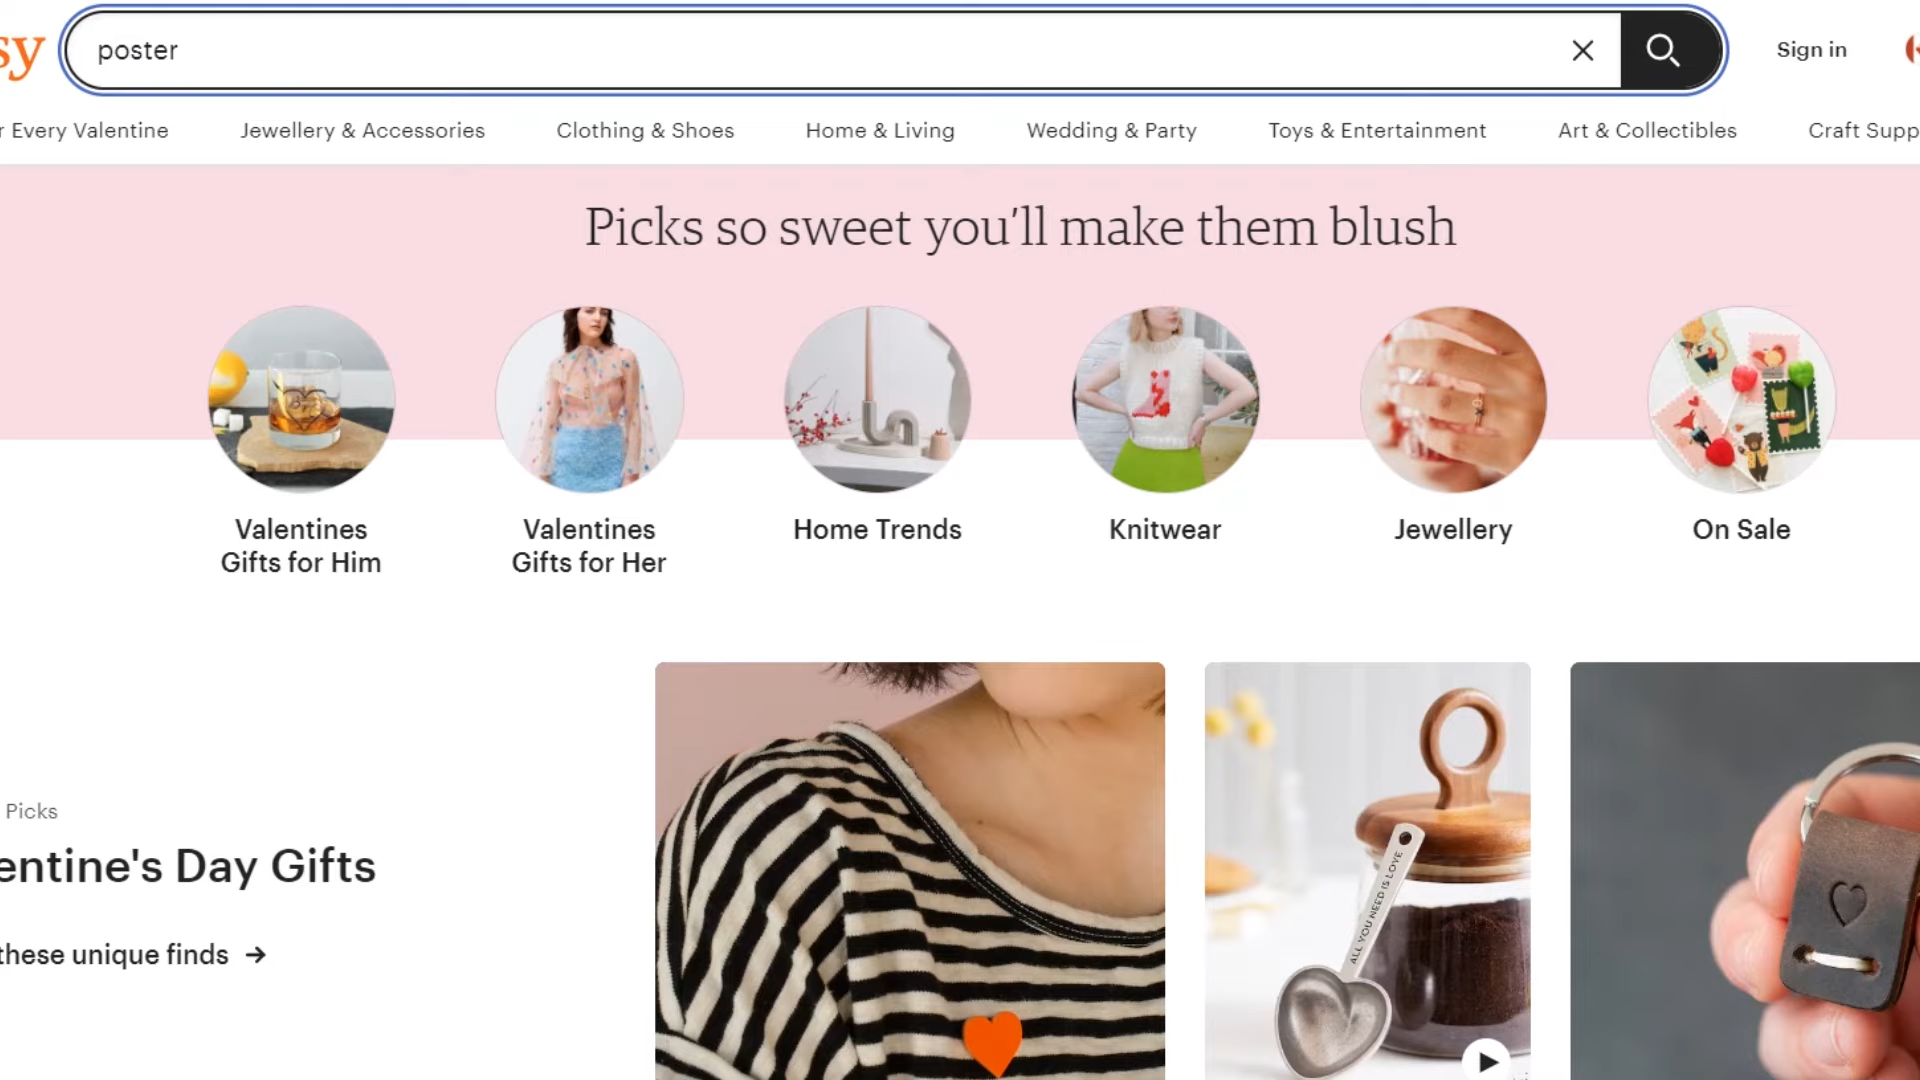 sy
poster
Sign in
r Every Valentine
Jewellery & Accessories
Clothing & Shoes
Home & Living
Wedding & Party
Toys & Entertainment
Art & Collectibles
Craft Supp
Picks so sweet you'll make them blush
Valentines
Gifts for Him
Valentines
Gifts for Her
Home Trends
Knitwear
Jewellery
On Sale
Picks
entine's Day Gifts
these unique finds →
ALL YOU NEED IS LOVE